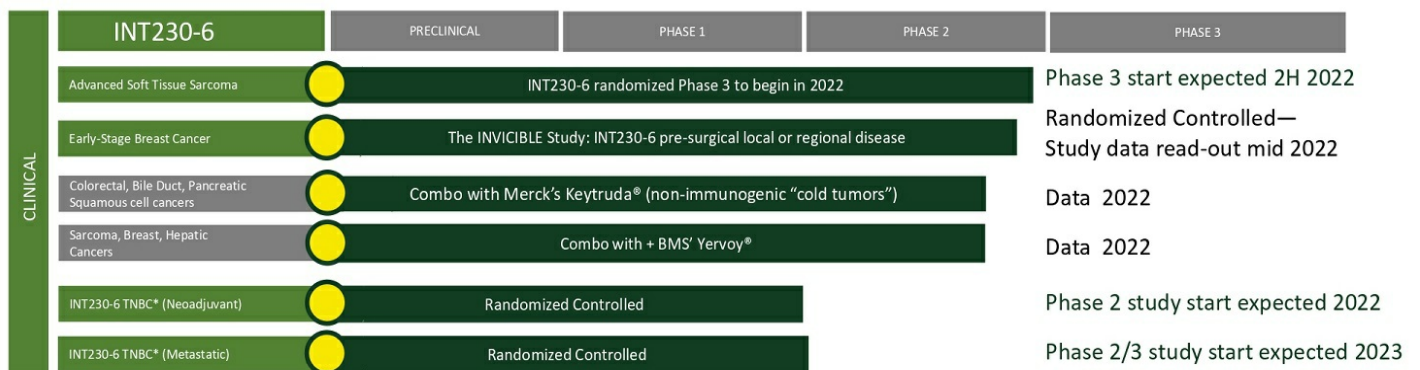 INT230-6
PRECLINICAL
PHASE 1
PHASE 2
PHASE 3
CLINICAL
Advanced Soft Tissue Sarcoma
INT230-6 randomized Phase 3 to begin in 2022
Phase 3 start expected 2H 2022
Early-Stage Breast Cancer
The INVICIBLE Study: INT230-6 pre-surgical local or regional disease
Randomized Controlled—
Study data read-out mid 2022
Colorectal, Bile Duct, Pancreatic
Squamous cell cancers
Combo with Merck's Keytruda® (non-immunogenic "cold tumors")
Data 2022
Sarcoma, Breast, Hepatic
Cancers
Combo with + BMS' Yervoy®
Data 2022
INT230-6 TNBC* (Neoadjuvant)
Randomized Controlled
Phase 2 study start expected 2022
INT230-6 TNBC* (Metastatic)
Randomized Controlled
Phase 2/3 study start expected 2023